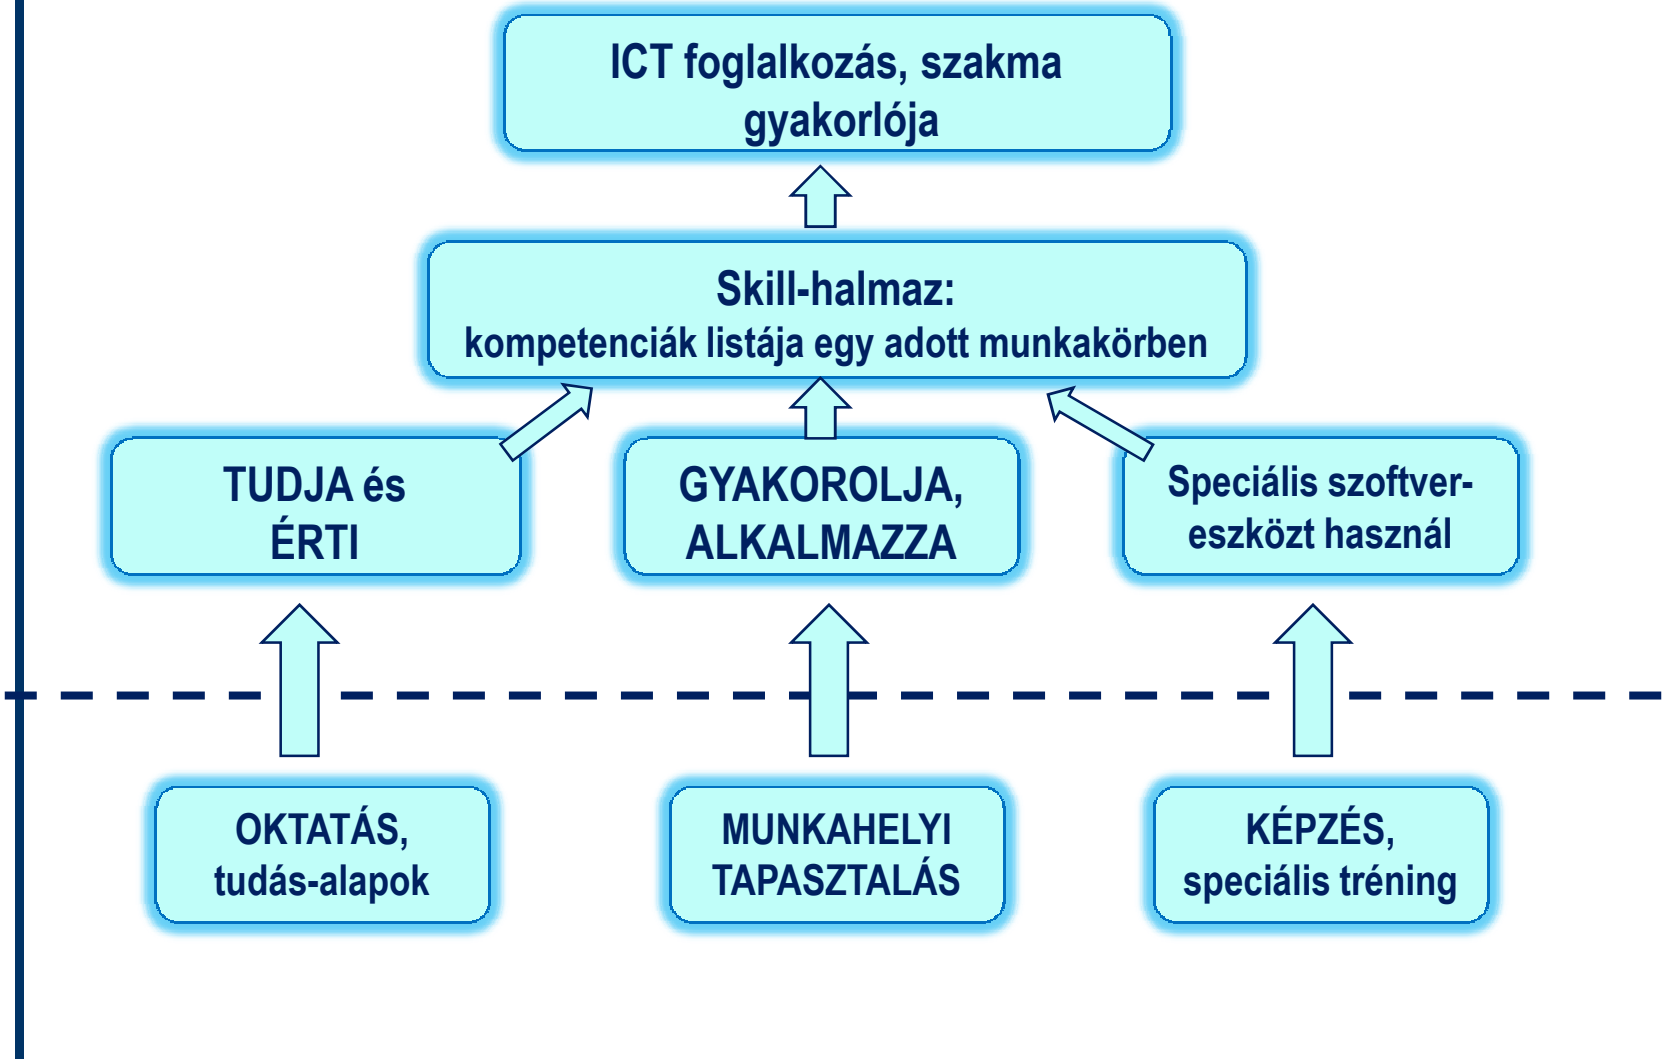 ICT foglalkozás, szakma
gyakorlója
Skill-halmaz:
kompetenciák listája egy adott munkakörben
TUDJA és
ÉRTI
GYAKOROLJA,
ALKALMAZZA
Speciális szoftver-
eszközt használ
OKTATÁS,
tudás-alapok
MUNKAHELYI
TAPASZTALÁS
KÉPZÉS,
speciális tréning